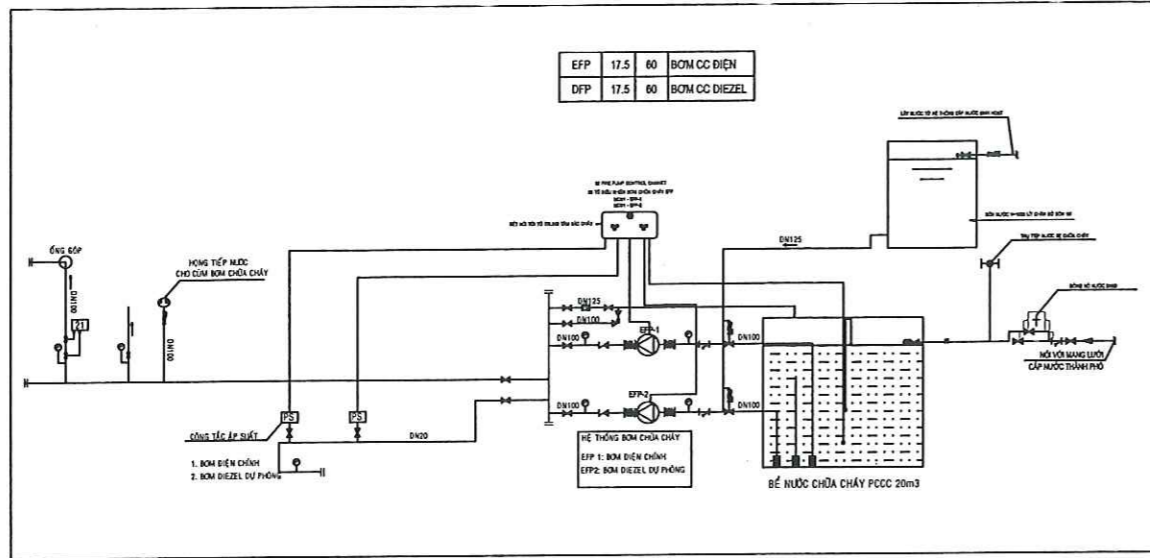 EFP 17.5 60 BƠM CC ĐIỆN
DFP 17.5 60 BƠM CC DIEZEL
DN125
ỐNG GÓP
HỌNG TIẾP NƯỚC
CHO CỤM BƠM CHỮA CHÁY
DN100
21
DN100
DN125
DN100
EFP-1
DN100
DN100
EFP-2
DN100
DN100
NỐI VỚI MẠNG LƯỚI
CẤP NƯỚC THÀNH PHỐ
PS
PS
CÔNG TẮC ÁP SUẤT
DN20
1. BƠM ĐIỆN CHÍNH
2. BƠM DIEZEL DỰ PHÒNG
HỆ THỐNG BƠM CHỮA CHÁY
EFP 1: BƠM ĐIỆN CHÍNH
EFP2: BƠM DIEZEL DỰ PHÒNG
BỂ NƯỚC CHỮA CHÁY PCCC 20m3